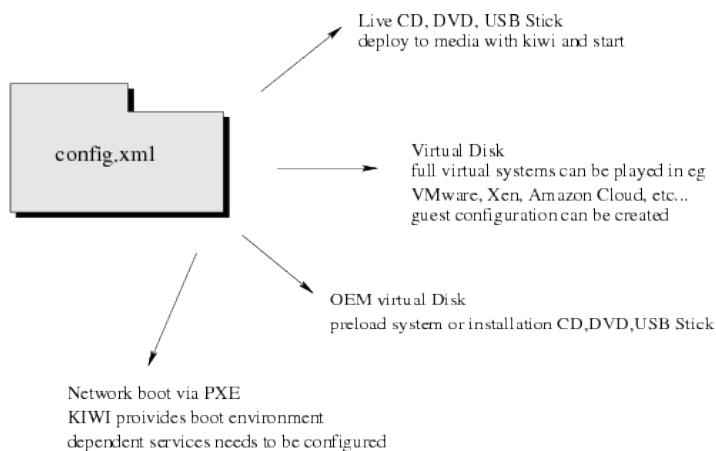 Live CD, DVD, USB Stick
deploy to media with kiwi and start
config.xml
Virtual Disk
full virtual systems can be played in eg
VMware, Xen, Amazon Cloud, etc...
guest configuration can be created
OEM virtual Disk
preload system or installation CD,DVD,USB Stick
Network boot via PXE
KIWI proivides boot environment
dependent services needs to be configured